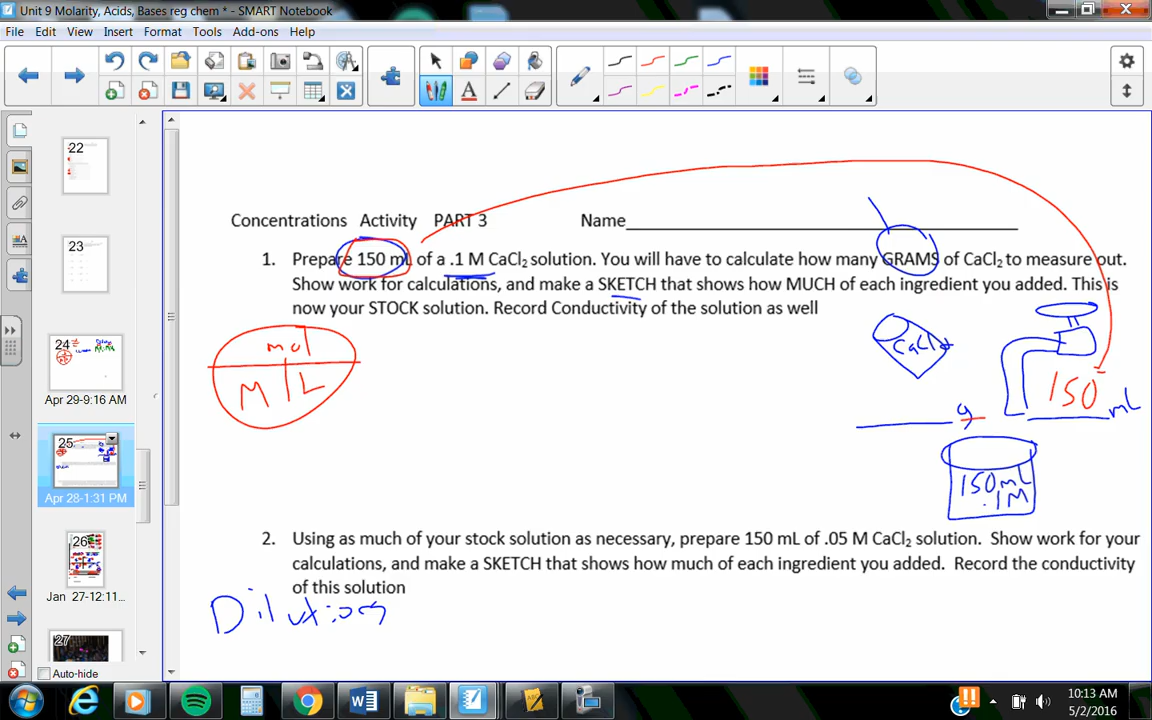 Unit 9 Molarity, Acids, Bases reg chem * - SMART Notebook
File Edit View Insert Format Tools Add-ons Help
22
23
24
Apr 29-9:16 AM
25
Apr 28-1:31 PM
26
Jan 27-12:11...
27
Auto-hide
Concentrations Activity PART 3 Name
1. Prepare 150 mL of a .1 M CaCl₂ solution. You will have to calculate how many GRAMS of CaCl₂ to measure out.
Show work for calculations, and make a SKETCH that shows how MUCH of each ingredient you added. This is
now your STOCK solution. Record Conductivity of the solution as well
mol
M L
CaCl₂
150 mL
g
150 mL
.1M
2. Using as much of your stock solution as necessary, prepare 150 mL of .05 M CaCl₂ solution. Show work for your
calculations, and make a SKETCH that shows how much of each ingredient you added. Record the conductivity
of this solution
Dilutions
10:13 AM
5/2/2016